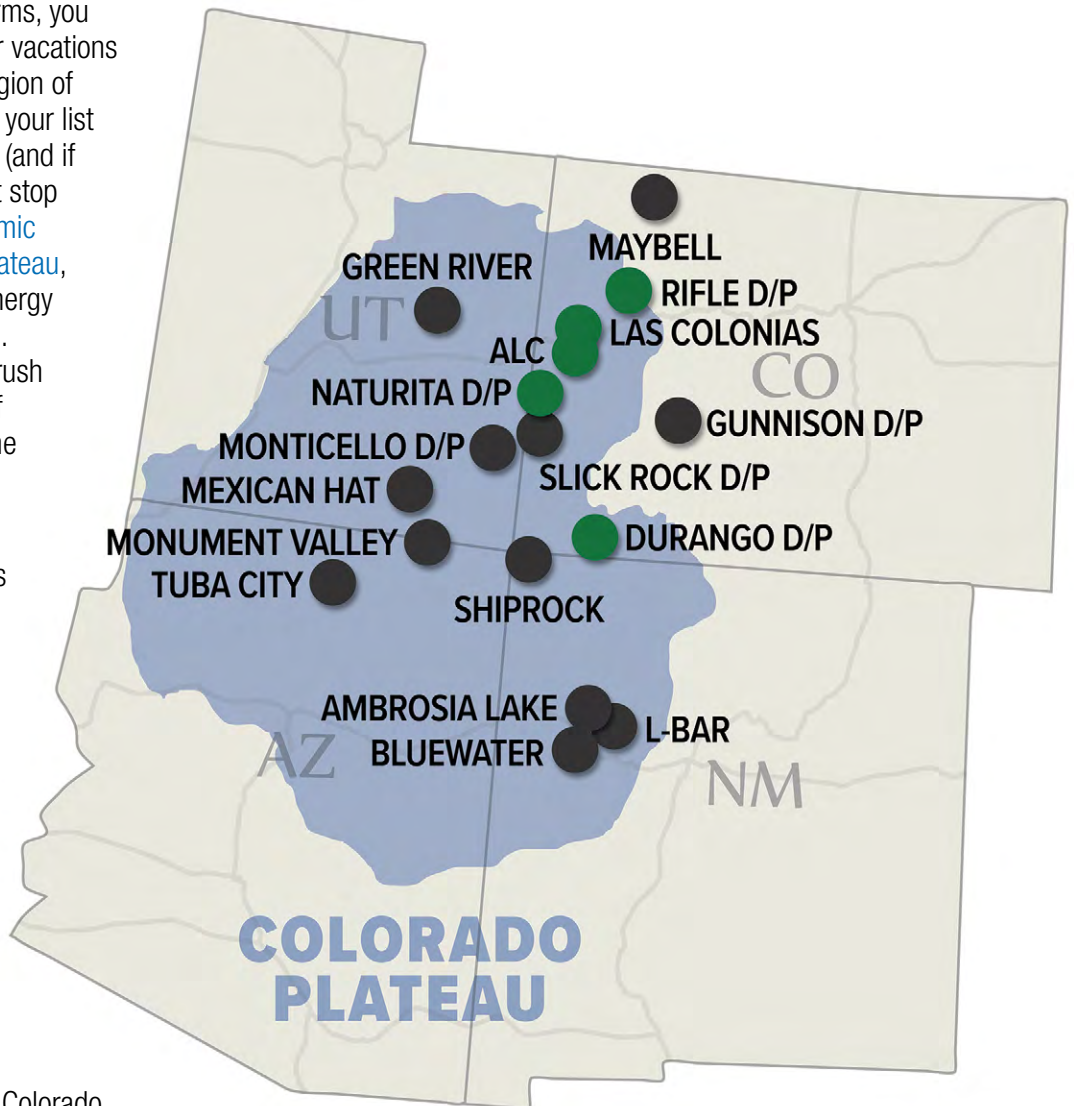 rms, you
r vacations
gion of
your list
(and if
t stop
mic
ateau,
nergy
.
rush
f
ne
s
Colorado
MAYBELL
GREEN RIVER
UT
RIFLE D/P
LAS COLONIAS
ALC
CO
NATURITA D/P
GUNNISON D/P
MONTICELLO D/P
SLICK ROCK D/P
MEXICAN HAT
MONUMENT VALLEY
DURANGO D/P
TUBA CITY
SHIPROCK
AMBROSIA LAKE
L-BAR
BLUEWATER
AZ
NM
COLORADO
PLATEAU